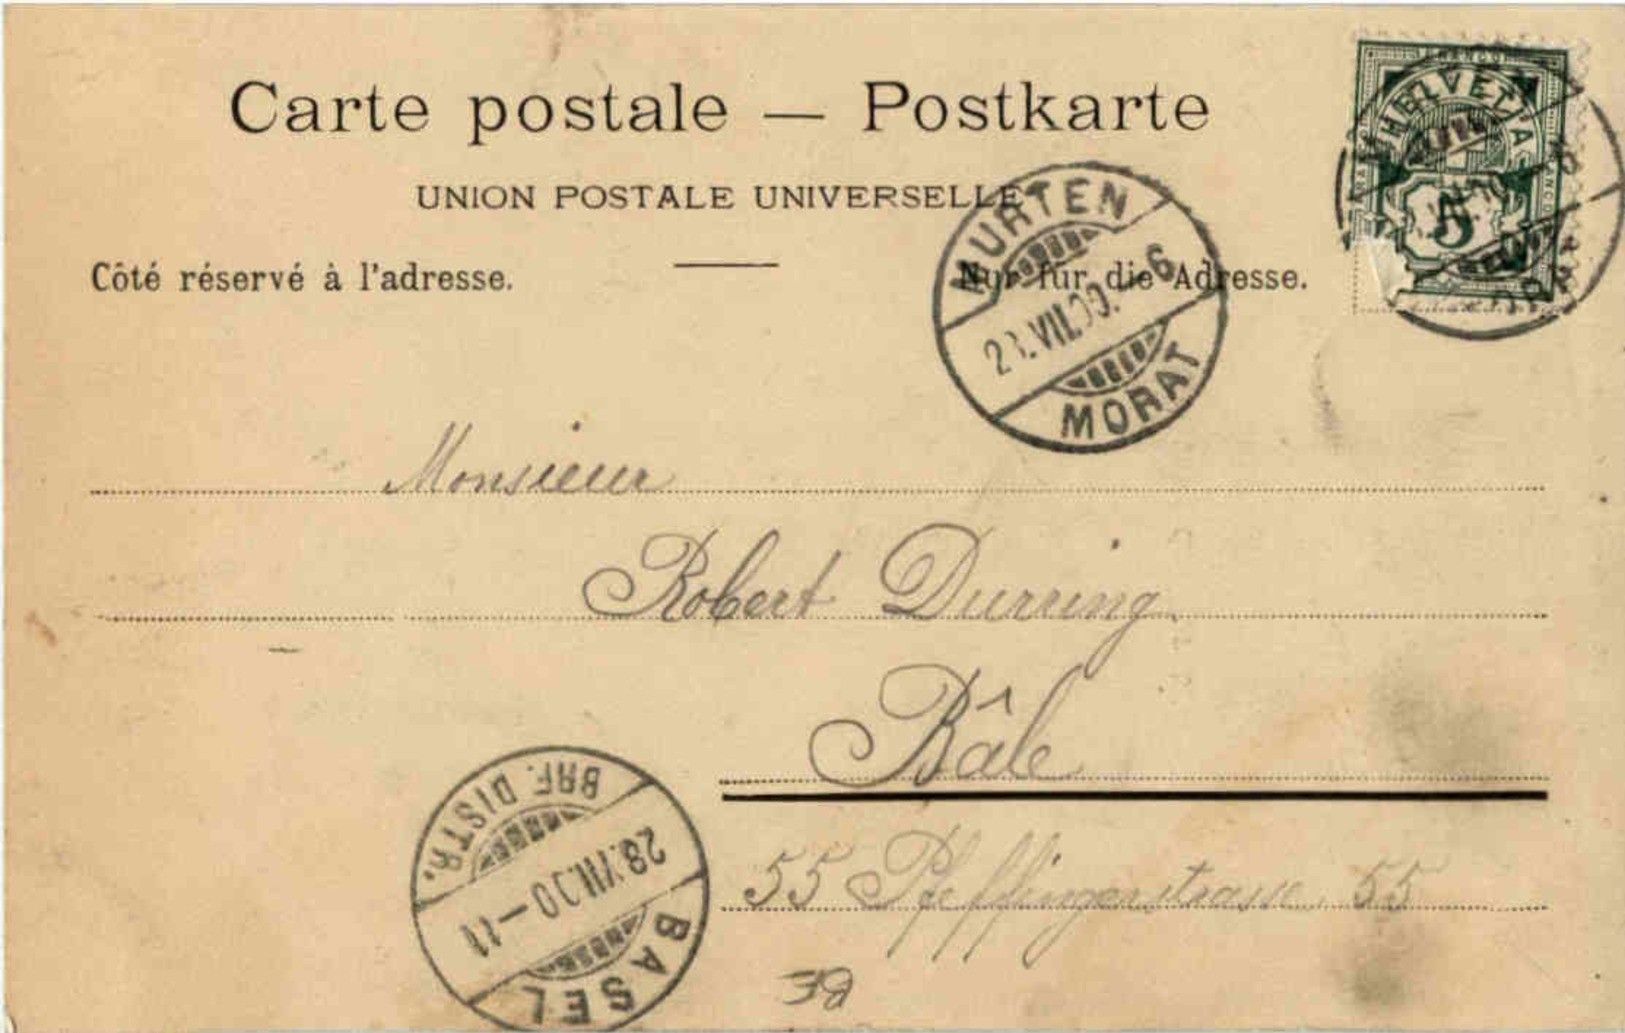 Carte postale — Postkarte
UNION POSTALE UNIVERSELLE
Côté réservé à l'adresse.
Nur für die Adresse.
HELVETIA
FRANCO
5
MURTEN
VII.00. 6
MORAT
Monsieur
Robert Durring
Bâle
55 Pfeffingerstrasse, 55
BRF. DISTR.
28.VII.00 - 11
BASEL